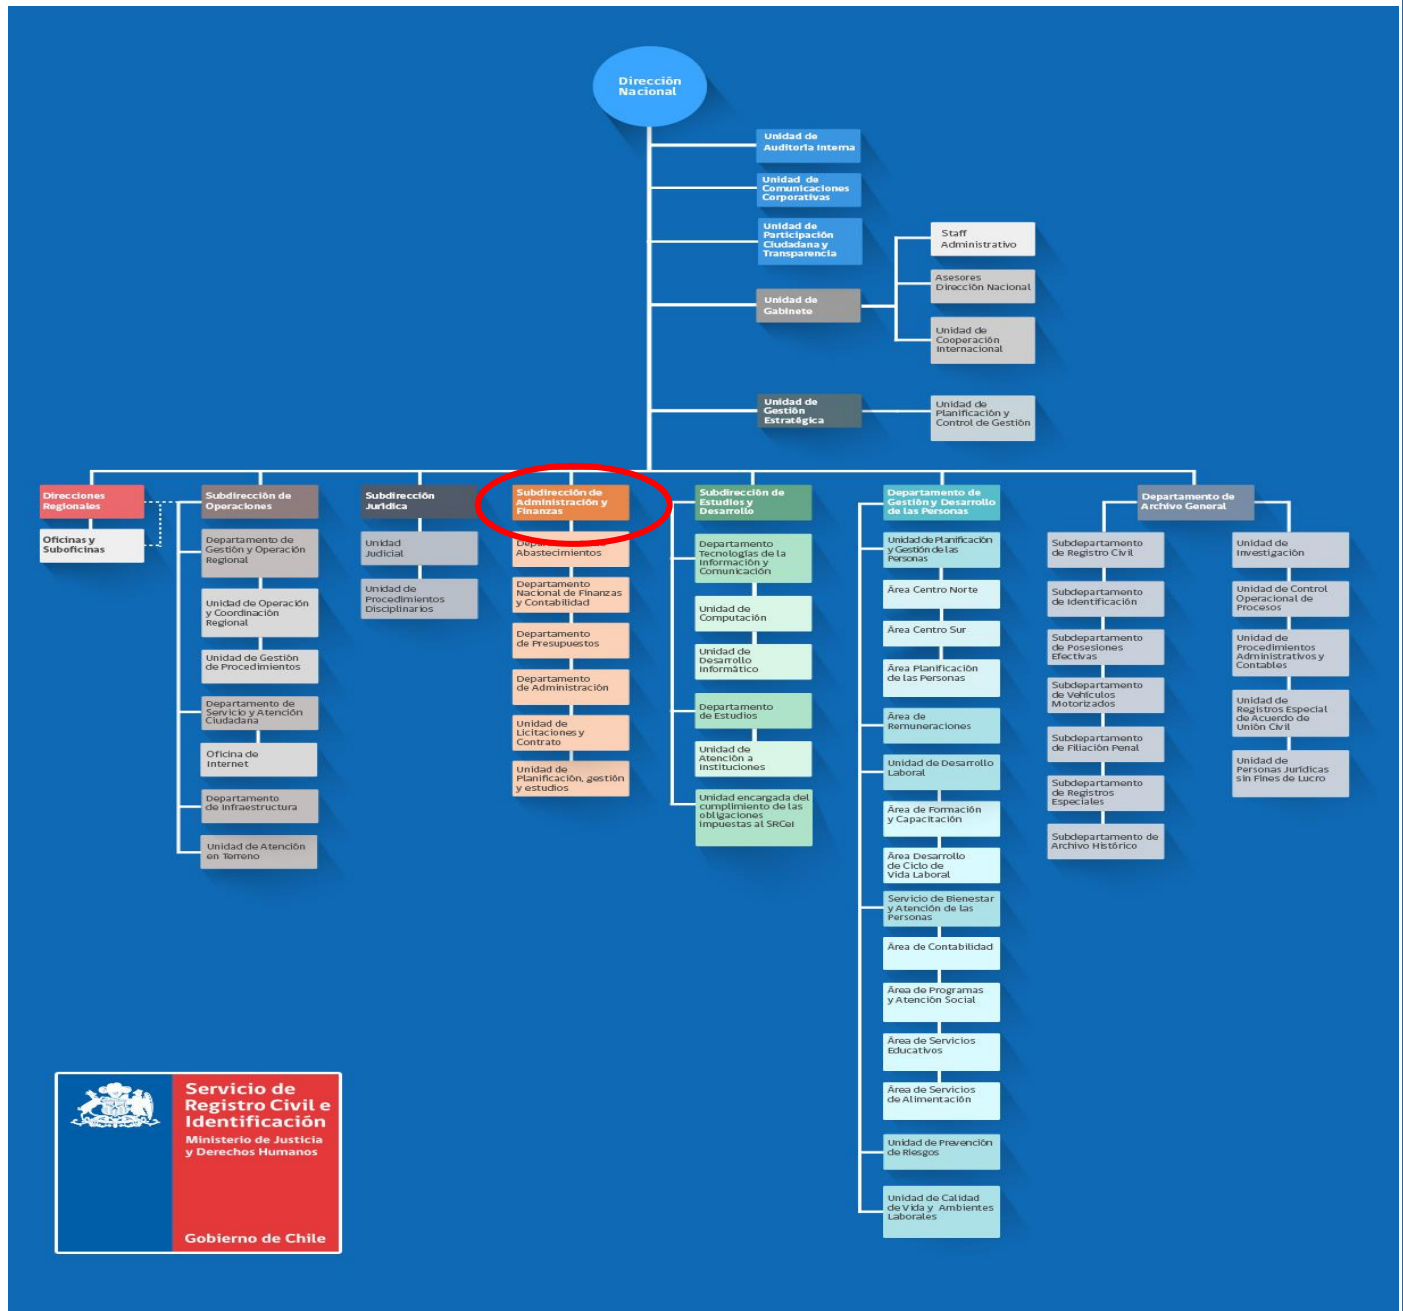 Dirección
Nacional
Unidad de
Auditoría Interna
Unidad de
Comunicaciones
Corporativas
Unidad de
Participación
Ciudadana y
Transparencia
Unidad de
Gabinete
Staff
Administrativo
Asesores
Dirección Nacional
Unidad de
Cooperación
Internacional
Unidad de
Gestión
Estratégica
Unidad de
Planificación y
Control de Gestión
Direcciones
Regionales
Oficinas y
Suboficinas
Subdirección de
Operaciones
Departamento de
Gestión y Operación
Regional
Unidad de Operación
y Coordinación
Regional
Unidad de Gestión
de Procedimientos
Departamento de
Servicio y Atención
Ciudadana
Oficina de
Internet
Departamento
de Infraestructura
Unidad de Atención
en Terreno
Subdirección
Jurídica
Unidad
Judicial
Unidad de
Procedimientos
Disciplinarios
Subdirección de
Administración y
Finanzas
Departamento de
Abastecimientos
Departamento
Nacional de Finanzas
y Contabilidad
Departamento
de Presupuestos
Departamento
de Administración
Unidad de
Licitaciones y
Contrato
Unidad de
Planificación, gestión
y estudios
Subdirección de
Estudios y
Desarrollo
Departamento
Tecnologías de la
Información y
Comunicación
Unidad de
Computación
Unidad de
Desarrollo
Informático
Departamento
de Estudios
Unidad de
Atención a
Instituciones
Unidad encargada del
cumplimiento de las
obligaciones
impuestas al SRCeI
Departamento de
Gestión y Desarrollo
de las Personas
Unidad de Planificación
y Gestión de las
Personas
Área Centro Norte
Área Centro Sur
Área Planificación
de las Personas
Área de
Remuneraciones
Unidad de Desarrollo
Laboral
Área de Formación
y Capacitación
Área Desarrollo
de Ciclo de
Vida Laboral
Servicio de Bienestar
y Atención de las
Personas
Área de Contabilidad
Área de Programas
y Atención Social
Área de Servicios
Educativos
Área de Servicios
de Alimentación
Unidad de Prevención
de Riesgos
Unidad de Calidad
de Vida y Ambientes
Laborales
Departamento de
Archivo General
Subdepartamento
de Registro Civil
Subdepartamento
de Identificación
Subdepartamento
de Posesiones
Efectivas
Subdepartamento
de Vehículos
Motorizados
Subdepartamento
de Filiación Penal
Subdepartamento
de Registros
Especiales
Subdepartamento de
Archivo Histórico
Unidad de
Investigación
Unidad de Control
Operacional de
Procesos
Unidad de
Procedimientos
Administrativos y
Contables
Unidad de
Registros Especial
de Acuerdo de
Unión Civil
Unidad de
Personas Jurídicas
sin Fines de Lucro
Servicio de
Registro Civil e
Identificación
Ministerio de Justicia
y Derechos Humanos
Gobierno de Chile